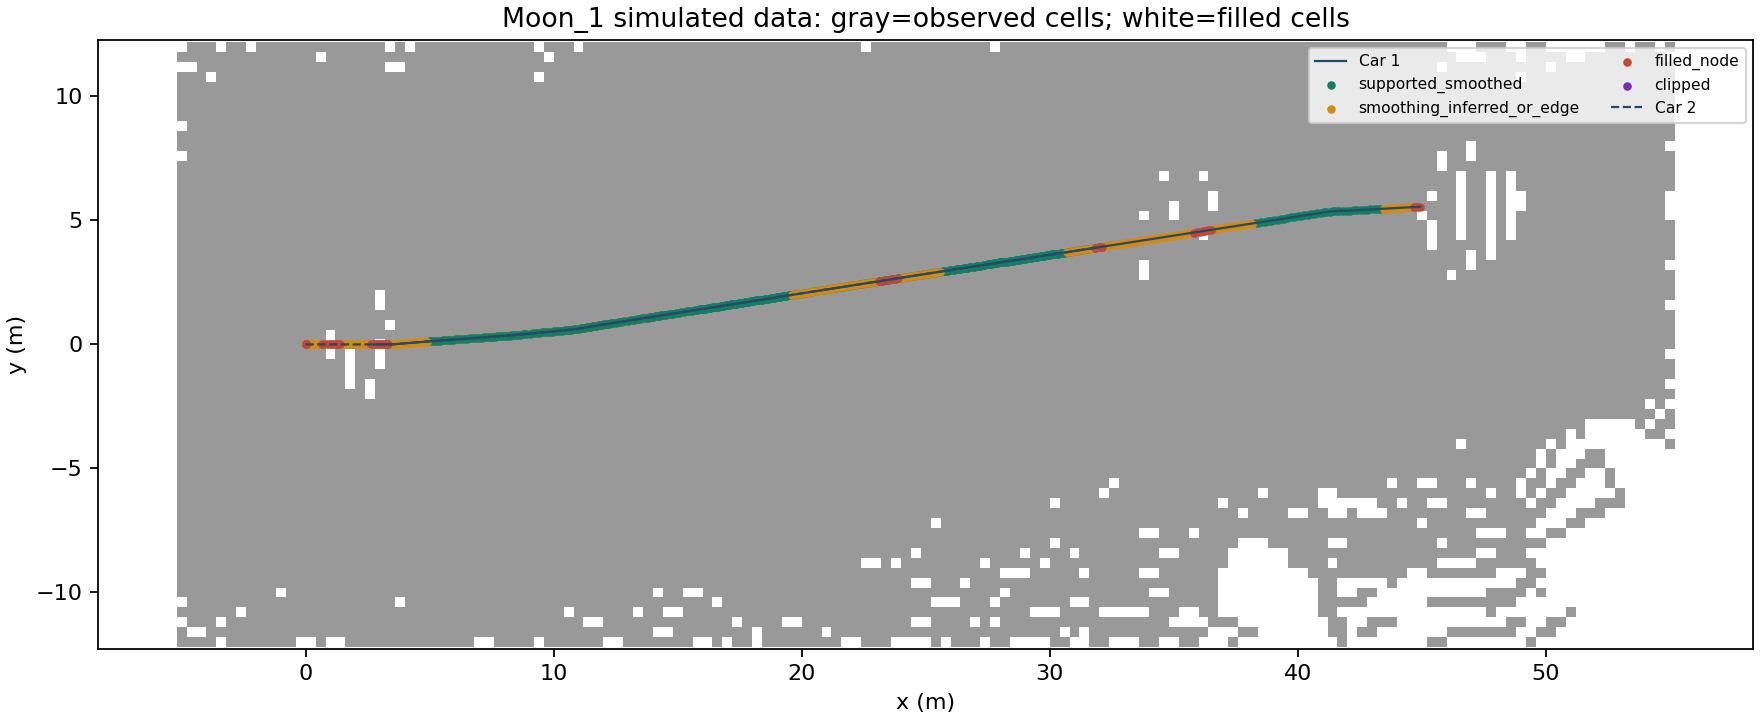 Moon_1 simulated data: gray=observed cells; white=filled cells
Car 1
supported_smoothed
smoothing_inferred_or_edge
filled_node
clipped
Car 2
y (m)
10
5
0
−5
−10
0 10 20 30 40 50
x (m)